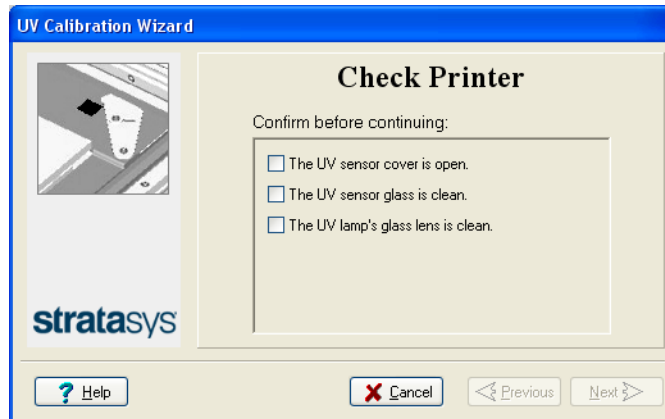 UV Calibration Wizard
Check Printer
Confirm before continuing:
The UV sensor cover is open.
The UV sensor glass is clean.
The UV lamp's glass lens is clean.
stratasys
? Help
Cancel
Previous
Next